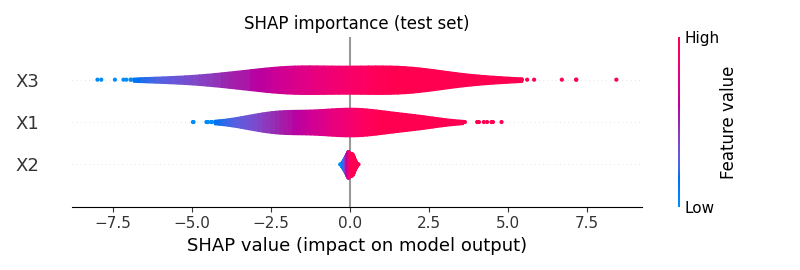 SHAP importance (test set)
High
X3
X1
X2
Feature value
Low
−7.5 −5.0 −2.5 0.0 2.5 5.0 7.5
SHAP value (impact on model output)